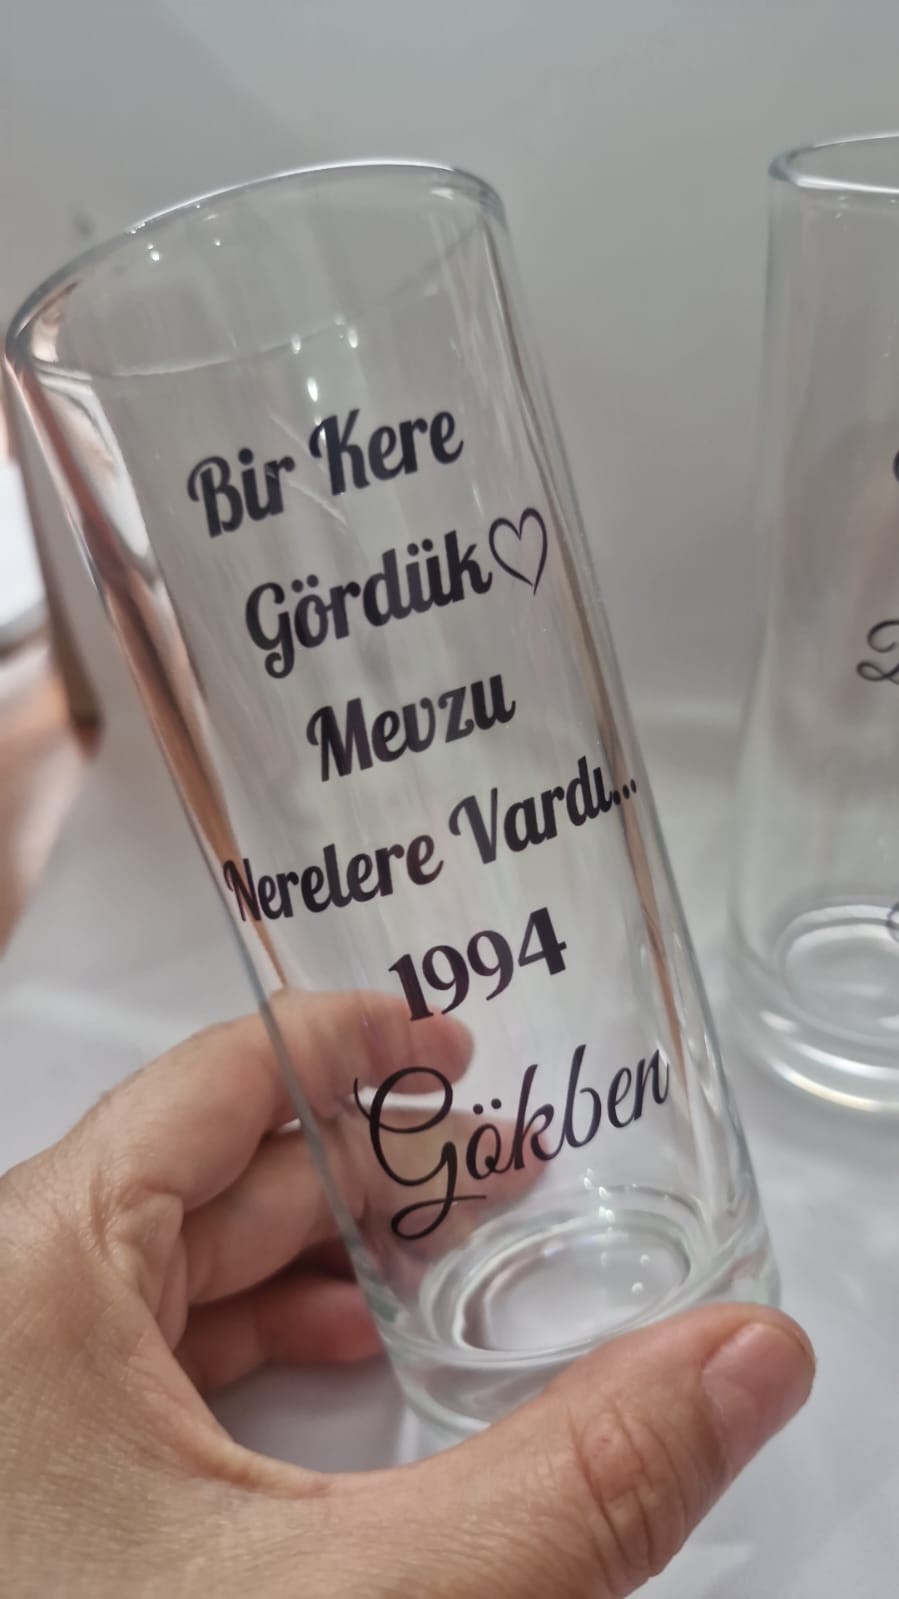 Bir Kere
Gördük♡
Mevzu
Nerelere Vardı...
1994
Gökben